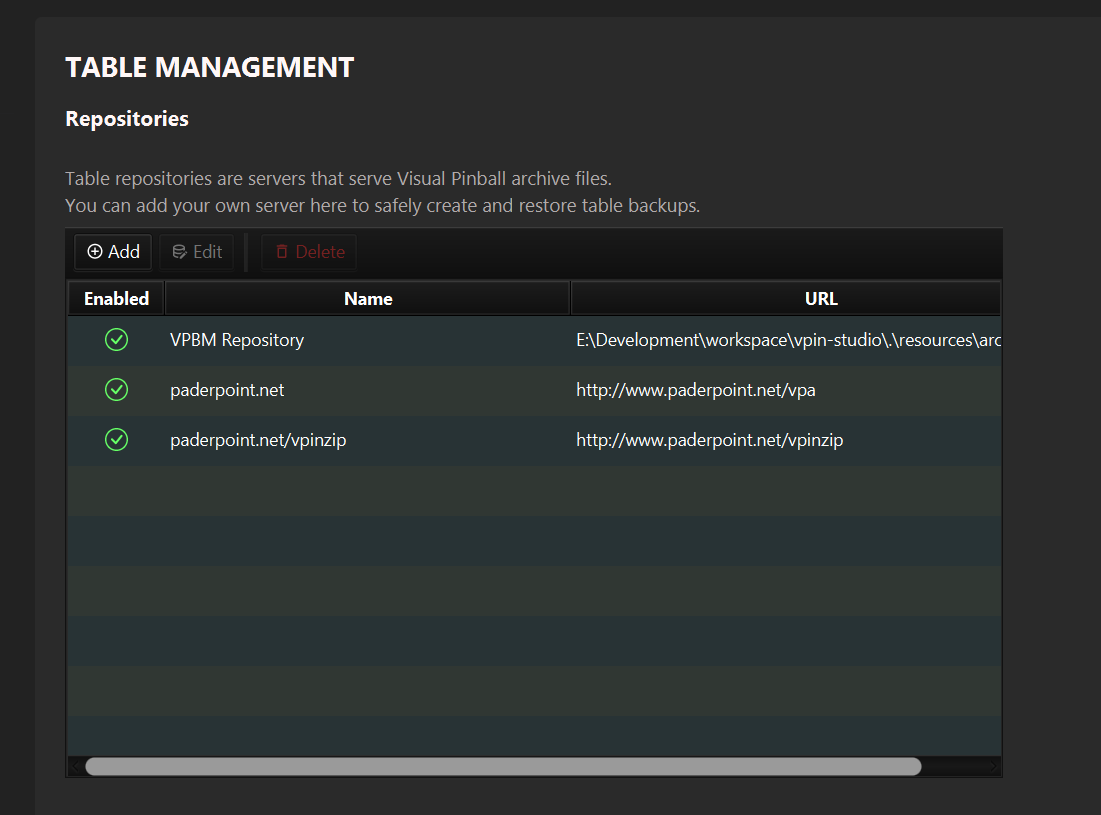 TABLE MANAGEMENT
Repositories
Table repositories are servers that serve Visual Pinball archive files.
You can add your own server here to safely create and restore table backups.
Add Edit Delete
Enabled Name URL
VPBM Repository E:\Development\workspace\vpin-studio\.\resources\arc
paderpoint.net http://www.paderpoint.net/vpa
paderpoint.net/vpinzip http://www.paderpoint.net/vpinzip